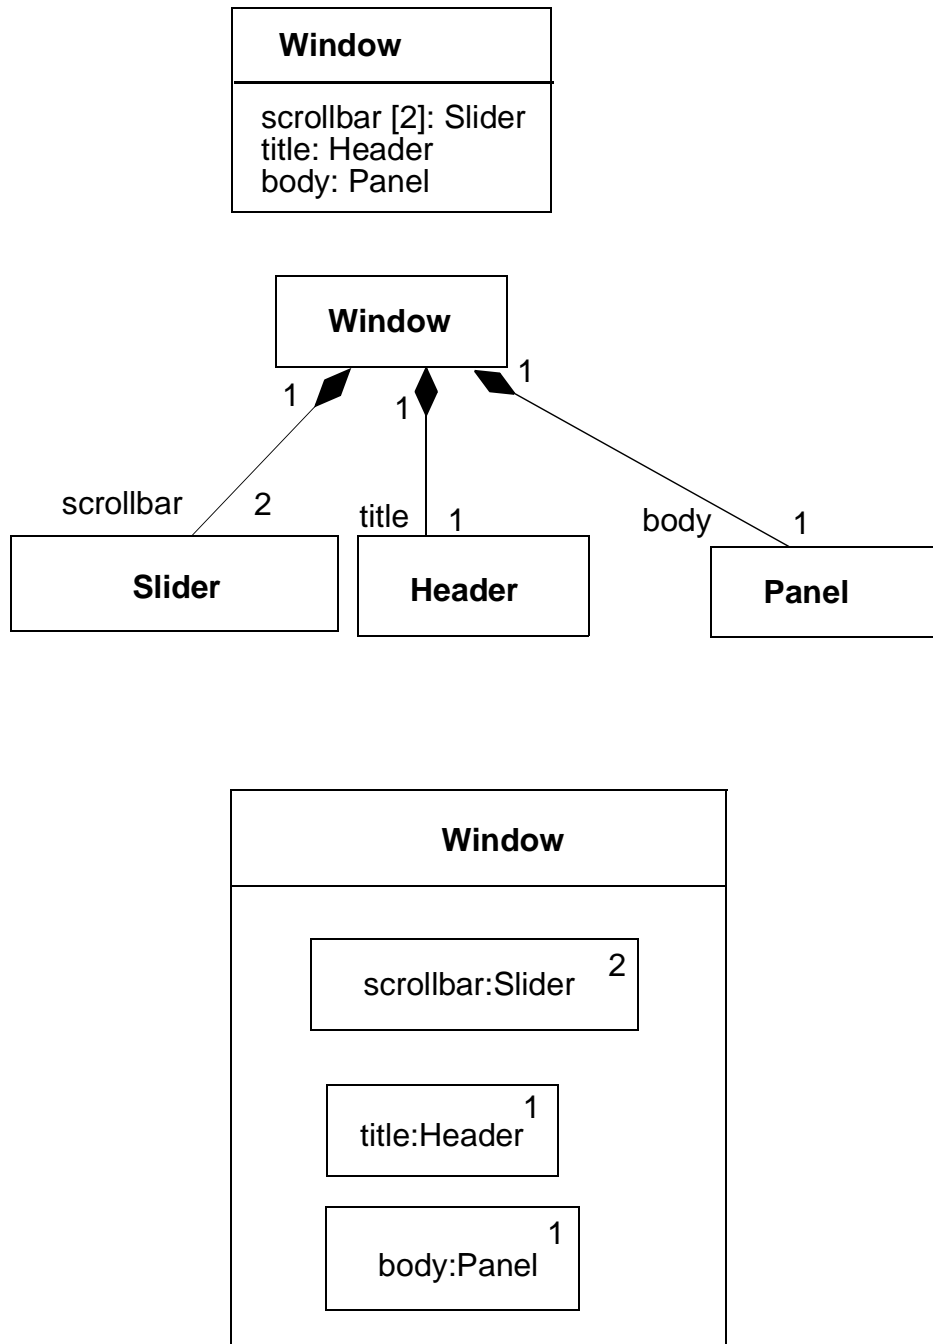 Window
scrollbar [2]: Slider
title: Header
body: Panel
Window
1
1
1
scrollbar
2
title
1
body
1
Slider
Header
Panel
Window
scrollbar:Slider
2
title:Header
1
body:Panel
1